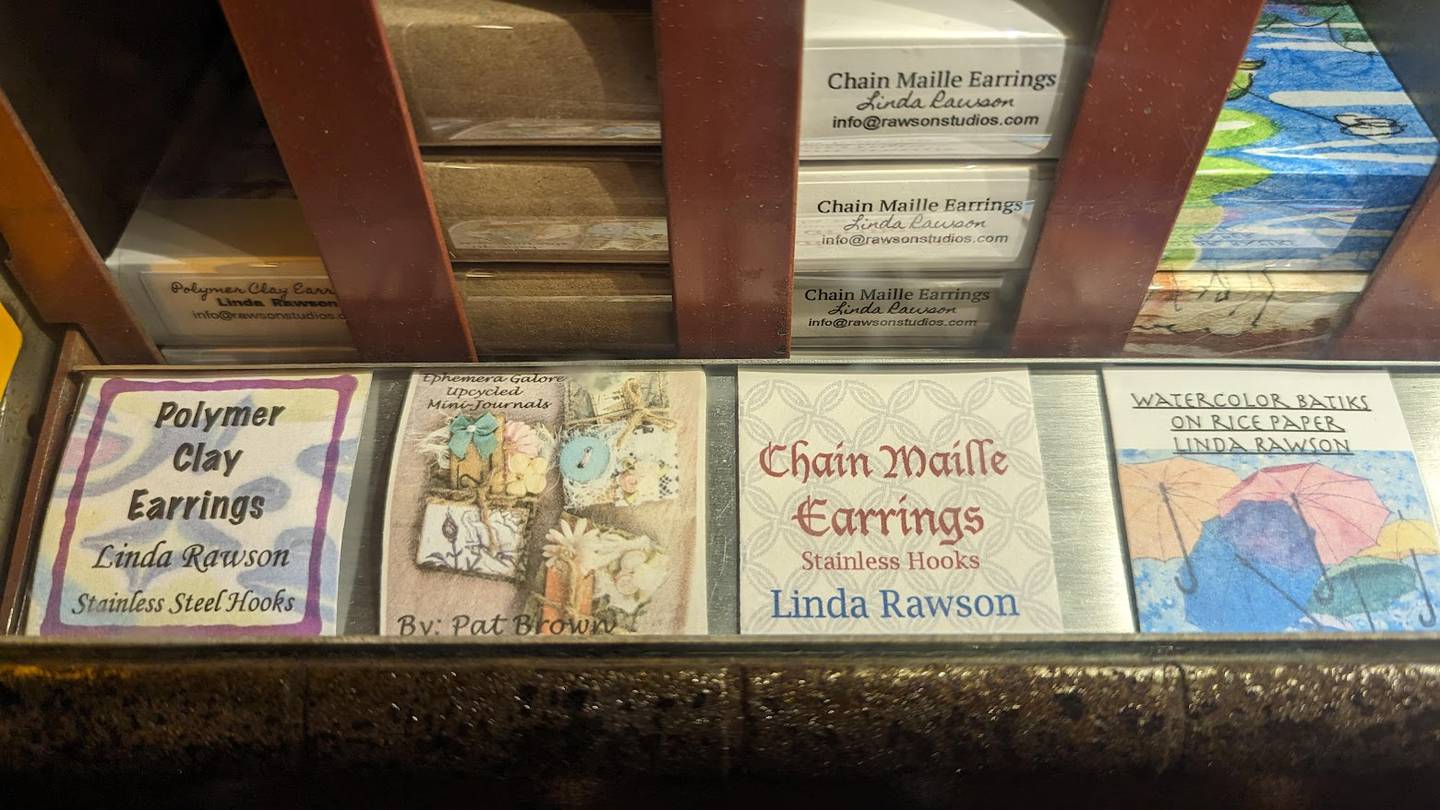 Chain Maille Earrings
Linda Rawson
info@rawsonstudios.com
Chain Maille Earrings
Linda Rawson
info@rawsonstudios.com
Chain Maille Earrings
Linda Rawson
info@rawsonstudios.com
Polymer Clay Earr
Linda Rawson
info@rawsonstudios.c
Polymer
Clay
Earrings
Linda Rawson
Stainless Steel Hooks
Ephemera Galore
Upcycled
Mini-Journals
By: Pat Brown
Chain Maille
Earrings
Stainless Hooks
Linda Rawson
WATERCOLOR BATIKS
ON RICE PAPER
LINDA RAWSON